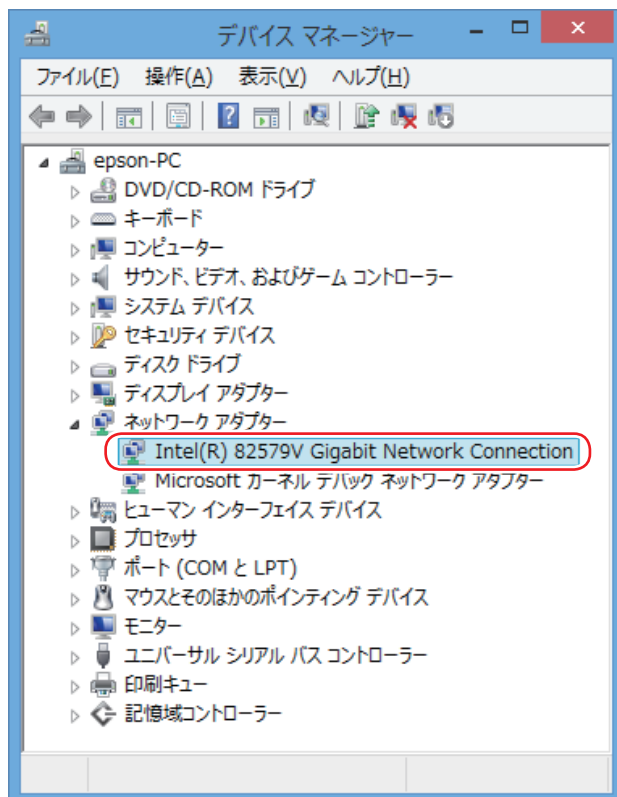 デバイス マネージャー
ファイル(F) 操作(A) 表示(V) ヘルプ(H)
epson-PC
DVD/CD-ROM ドライブ
キーボード
コンピューター
サウンド、ビデオ、およびゲーム コントローラー
システム デバイス
セキュリティ デバイス
ディスク ドライブ
ディスプレイ アダプター
ネットワーク アダプター
Intel(R) 82579V Gigabit Network Connection
Microsoft カーネル デバッグ ネットワーク アダプター
ヒューマン インターフェイス デバイス
プロセッサ
ポート (COM と LPT)
マウスとそのほかのポインティング デバイス
モニター
ユニバーサル シリアル バス コントローラー
印刷キュー
記憶域コントローラー